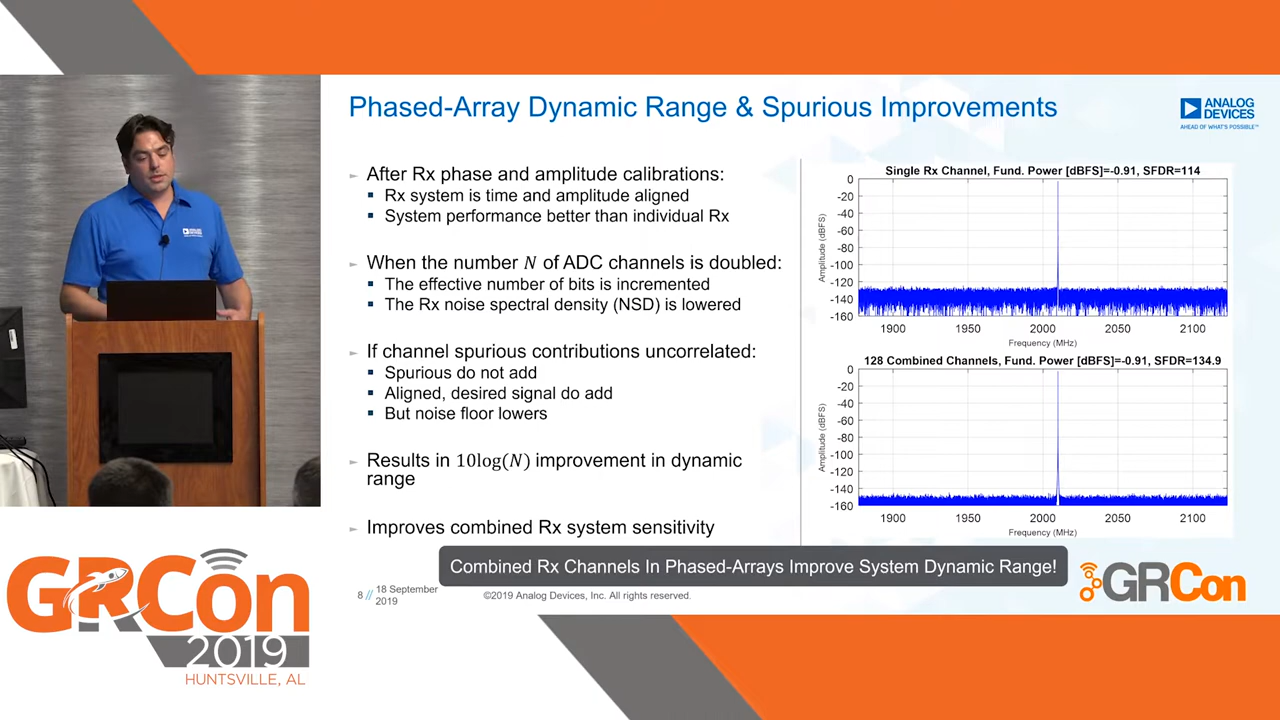 Phased-Array Dynamic Range & Spurious Improvements
ANALOG
DEVICES
AHEAD OF WHAT'S POSSIBLE™
After Rx phase and amplitude calibrations:
Rx system is time and amplitude aligned
System performance better than individual Rx
When the number N of ADC channels is doubled:
The effective number of bits is incremented
The Rx noise spectral density (NSD) is lowered
If channel spurious contributions uncorrelated:
Spurious do not add
Aligned, desired signal do add
But noise floor lowers
Results in 10log(N) improvement in dynamic
range
Improves combined Rx system sensitivity
Single Rx Channel, Fund. Power [dBFS]=-0.91, SFDR=114
Amplitude (dBFS)
0
-20
-40
-60
-80
-100
-120
-140
-160
1900 1950 2000 2050 2100
Frequency (MHz)
128 Combined Channels, Fund. Power [dBFS]=-0.91, SFDR=134.9
Amplitude (dBFS)
0
-20
-40
-60
-80
-100
-120
-140
-160
1900 1950 2000 2050 2100
Frequency (MHz)
Combined Rx Channels In Phased-Arrays Improve System Dynamic Range!
8 // 18 September
2019
©2019 Analog Devices, Inc. All rights reserved.
GRCon
GRCon
2019
HUNTSVILLE, AL
ANALOG
DEVICES